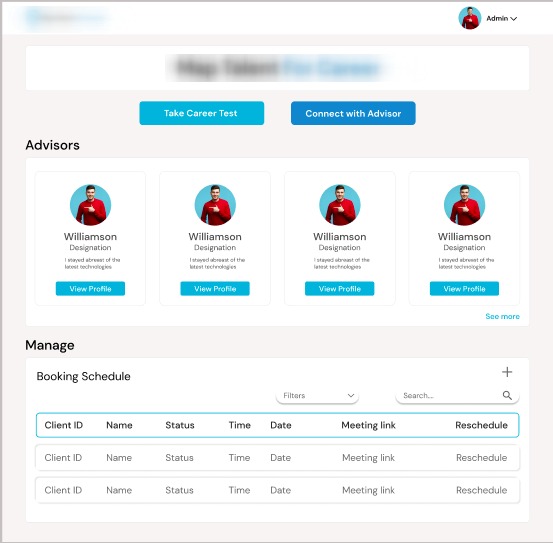 Admin
Take Career Test
Connect with Advisor
Advisors
Williamson
Designation
I stayed abreast of the
latest technologies
View Profile
Williamson
Designation
I stayed abreast of the
latest technologies
View Profile
Williamson
Designation
I stayed abreast of the
latest technologies
View Profile
Williamson
Designation
I stayed abreast of the
latest technologies
View Profile
See more
Manage
Booking Schedule
Filters
Search...
Client ID Name Status Time Date Meeting link Reschedule
Client ID Name Status Time Date Meeting link Reschedule
Client ID Name Status Time Date Meeting link Reschedule